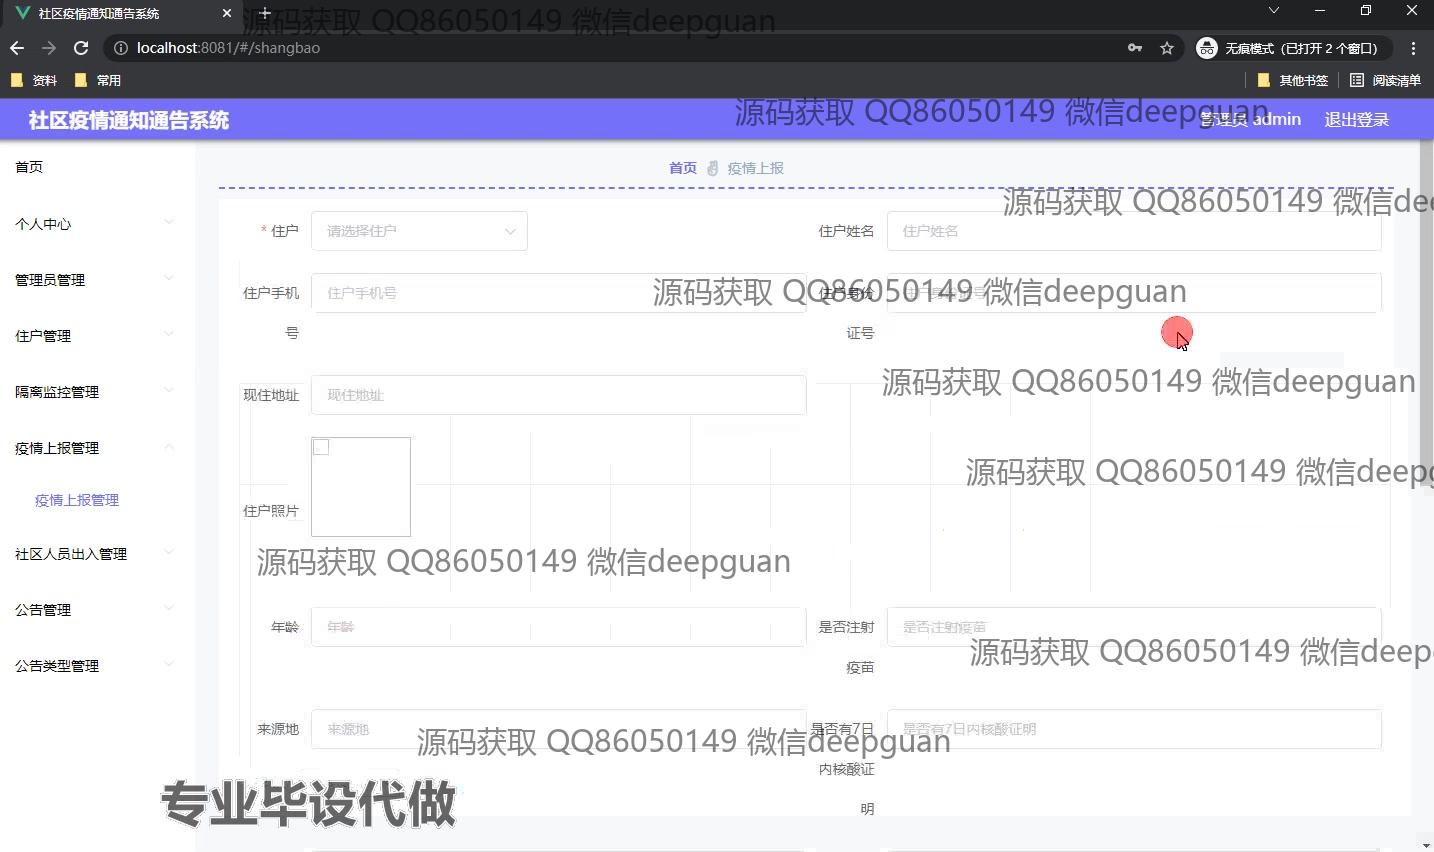 社区疫情通知通告系统
源码获取 QQ86050149 微信deepguan
localhost:8081/#/shangbao
无痕模式（已打开 2 个窗口）
资料
常用
其他书签
阅读清单
社区疫情通知通告系统
源码获取 QQ86050149 微信deepguan
管理员 admin
退出登录
首页
首页
疫情上报
源码获取 QQ86050149 微信dee
个人中心
* 住户
请选择住户
住户姓名
住户姓名
管理员管理
住户手机号
住户手机号
源码获取 QQ86050149 微信deepguan
住户身份证号
住户管理
隔离监控管理
现住地址
现住地址
源码获取 QQ86050149 微信deepguan
疫情上报管理
源码获取 QQ86050149 微信deepg
疫情上报管理
住户照片
社区人员出入管理
源码获取 QQ86050149 微信deepguan
公告管理
年龄
年龄
是否注射疫苗
是否注射疫苗
源码获取 QQ86050149 微信deep
公告类型管理
来源地
来源地
源码获取 QQ86050149 微信deepguan
是否有7日内核酸证明
是否有7日内核酸证明
专业毕设代做